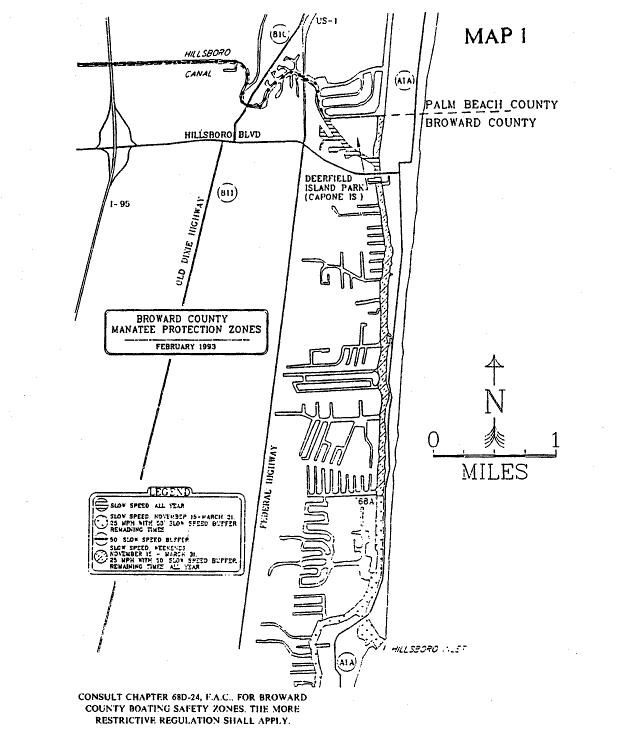 US-1
MAP 1
810
HILLSBORO
CANAL
A1A
PALM BEACH COUNTY
BROWARD COUNTY
HILLSBORO BLVD
DEERFIELD
ISLAND PARK
(CAPONE IS)
811
I-95
OLD DIXIE HIGHWAY
BROWARD COUNTY
MANATEE PROTECTION ZONES
FEBRUARY 1993
N
0 1
MILES
FEDERAL HIGHWAY
LEGEND
SLOW SPEED ALL YEAR
SLOW SPEED, NOVEMBER 15-MARCH 31,
25 MPH WITH 50' SLOW SPEED BUFFER
REMAINING TIMES
50 SLOW SPEED BUFFER
SLOW SPEED, WEEKENDS
NOVEMBER 15 - MARCH 31,
25 MPH WITH 50 SLOW SPEED BUFFER,
REMAINING TIMES ALL YEAR
68A
HILLSBORO INLET
A1A
CONSULT CHAPTER 68D-24, F.A.C., FOR BROWARD
COUNTY BOATING SAFETY ZONES. THE MORE
RESTRICTIVE REGULATION SHALL APPLY.